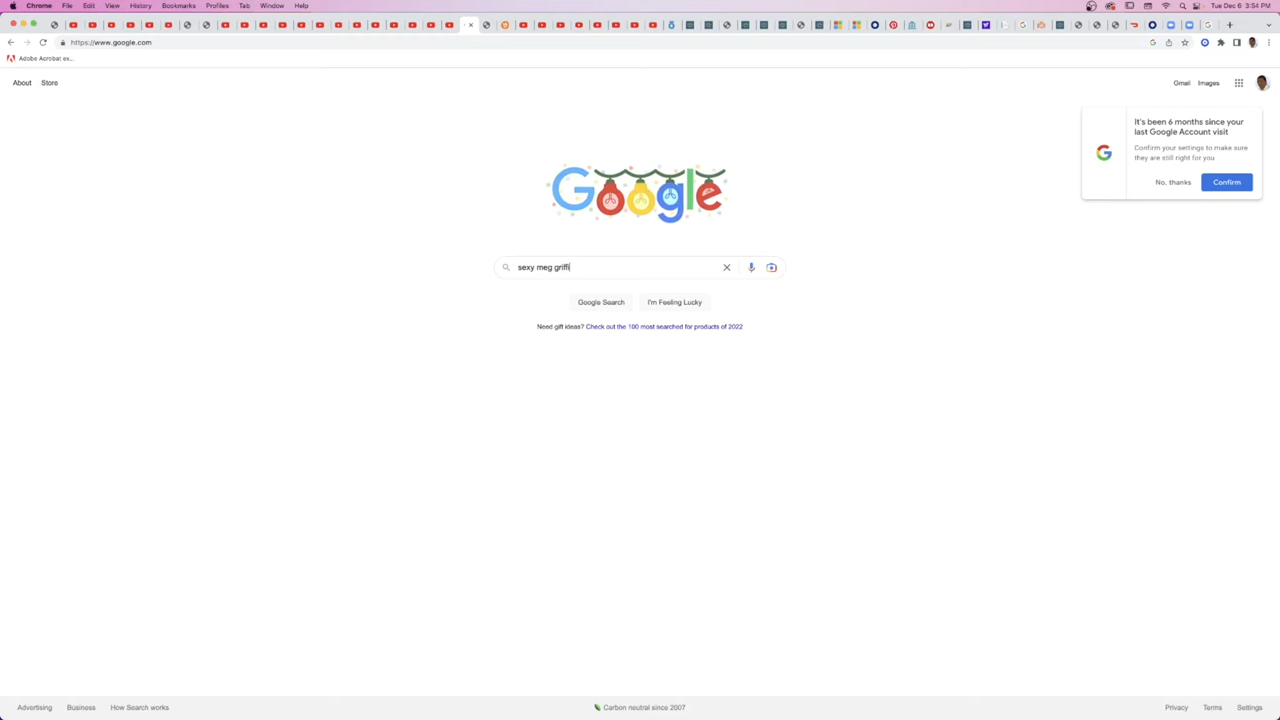 Chrome File Edit View History Bookmarks Profiles Tab Window Help Tue Dec 6 3:54 PM
https://www.google.com
Adobe Acrobat ex...
About Store Gmail Images
It's been 6 months since your
last Google Account visit
Confirm your settings to make sure
they are still right for you
No, thanks Confirm
Google
sexy meg griffi
Google Search I'm Feeling Lucky
Need gift ideas? Check out the 100 most searched for products of 2022
Advertising Business How Search works Carbon neutral since 2007 Privacy Terms Settings